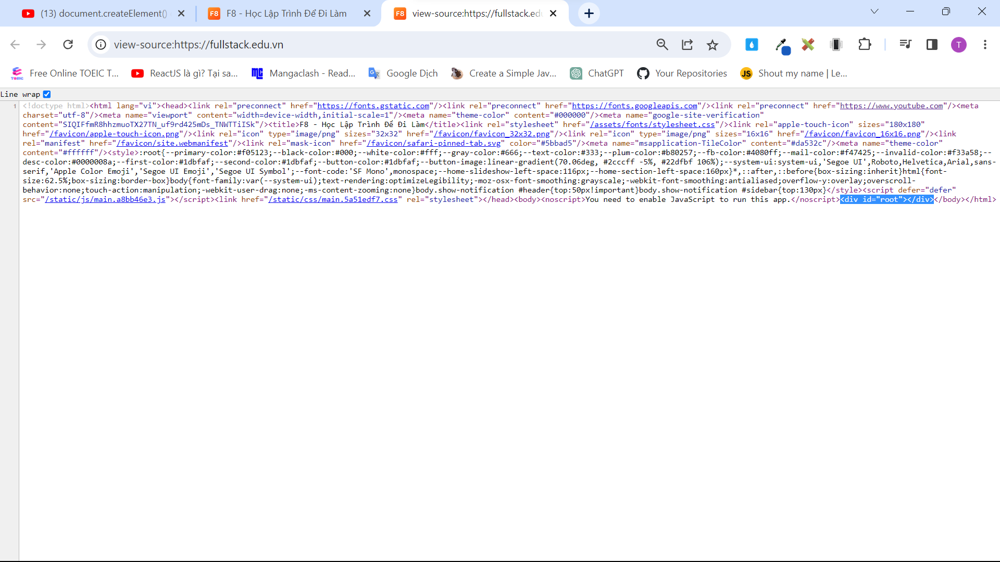 (13) document.createElement()
F8 - Học Lập Trình Để Đi Làm
view-source:https://fullstack.edu
view-source:https://fullstack.edu.vn
T
Free Online TOEIC T...
ReactJS là gì? Tại sa...
Mangaclash - Read...
Google Dịch
Create a Simple Jav...
ChatGPT
Your Repositories
Shout my name | Le...
Line wrap
1
<!doctype html><html lang="vi"><head><link rel="preconnect" href="https://fonts.gstatic.com"/><link rel="preconnect" href="https://fonts.googleapis.com"/><link rel="preconnect" href="https://www.youtube.com"/><meta
charset="utf-8"/><meta name="viewport" content="width=device-width,initial-scale=1"/><meta name="theme-color" content="#000000"/><meta name="google-site-verification"
content="SIQIFfmR8hhzmuoTX27TN_uf9rd425mDs_TNWTTiISk"/><title>F8 - Học Lập Trình Để Đi Làm</title><link rel="stylesheet" href="/assets/fonts/stylesheet.css"/><link rel="apple-touch-icon" sizes="180x180"
href="/favicon/apple-touch-icon.png"/><link rel="icon" type="image/png" sizes="32x32" href="/favicon/favicon_32x32.png"/><link rel="icon" type="image/png" sizes="16x16" href="/favicon/favicon_16x16.png"/><link
rel="manifest" href="/favicon/site.webmanifest"/><link rel="mask-icon" href="/favicon/safari-pinned-tab.svg" color="#5bbad5"/><meta name="msapplication-TileColor" content="#da532c"/><meta name="theme-color"
content="#ffffff"/><style>:root{--primary-color:#f05123;--black-color:#000;--white-color:#fff;--gray-color:#666;--text-color:#333;--plum-color:#b80257;--fb-color:#4080ff;--mail-color:#f47425;--invalid-color:#f33a58;--
desc-color:#0000008a;--first-color:#1dbfaf;--second-color:#1dbfaf;--button-color:#1dbfaf;--button-image:linear-gradient(70.06deg, #2cccff -5%, #22dfbf 106%);--system-ui:system-ui,'Segoe UI',Roboto,Helvetica,Arial,sans-
serif,'Apple Color Emoji','Segoe UI Emoji','Segoe UI Symbol';--font-code:'SF Mono',monospace;--home-slideshow-left-space:116px;--home-section-left-space:160px}*,::after,::before{box-sizing:inherit}html{font-
size:62.5%;box-sizing:border-box}body{font-family:var(--system-ui);text-rendering:optimizeLegibility;-moz-osx-font-smoothing:grayscale;-webkit-font-smoothing:antialiased;overflow-y:overlay;overscroll-
behavior:none;touch-action:manipulation;-webkit-user-drag:none;-ms-content-zooming:none}body.show-notification #header{top:50px!important}body.show-notification #sidebar{top:130px}</style><script defer="defer"
src="/static/js/main.a8bb46e3.js"></script><link href="/static/css/main.5a51edf7.css" rel="stylesheet"></head><body><noscript>You need to enable JavaScript to run this app.</noscript><div id="root"></div></body></html>